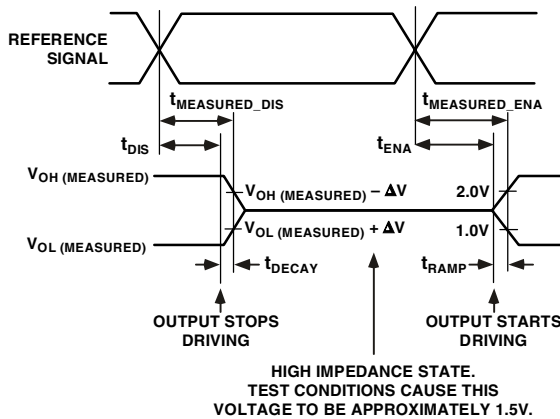 REFERENCE
SIGNAL
tMEASURED_DIS
tMEASURED_ENA
tDIS
tENA
VOH (MEASURED)
VOH (MEASURED) − ΔV
2.0V
VOL (MEASURED) + ΔV
1.0V
VOL (MEASURED)
tDECAY
tRAMP
OUTPUT STOPS
DRIVING
OUTPUT STARTS
DRIVING
HIGH IMPEDANCE STATE.
TEST CONDITIONS CAUSE THIS
VOLTAGE TO BE APPROXIMATELY 1.5V.